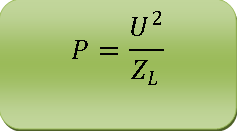 P = U² / Z_L